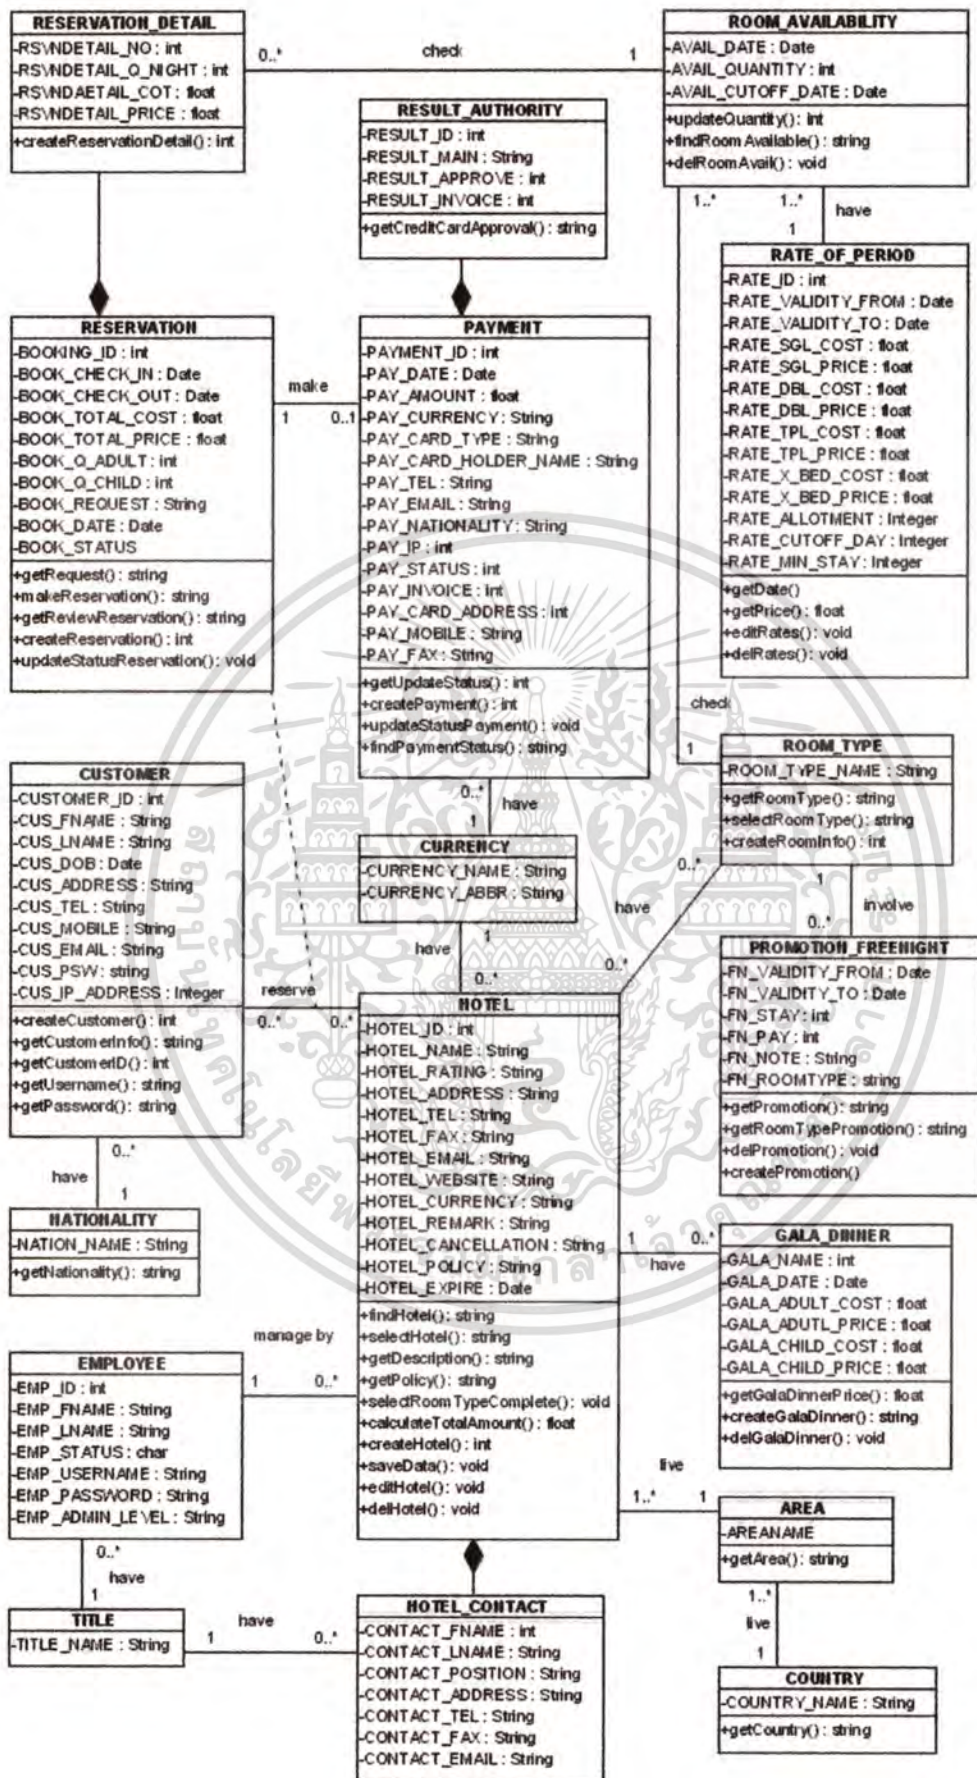 RESERVATION_DETAIL
-RSVNDETAIL_NO : int
-RSVNDETAIL_Q_NIGHT : int
-RSVNDAETAIL_COT : float
-RSVNDETAIL_PRICE : float
+createReservationDetail() : int
0..*
check
1
ROOM_AVAILABILITY
-AVAIL_DATE : Date
-AVAIL_QUANTITY : int
-AVAIL_CUTOFF_DATE : Date
+updateQuantity() : int
+findRoomAvailable() : string
+delRoomAvail() : void
RESULT_AUTHORITY
-RESULT_ID : int
-RESULT_MAIN : String
-RESULT_APPROVE : int
-RESULT_INVOICE : int
+getCreditCardApproval() : string
1..*
1..*
have
1
RATE_OF_PERIOD
-RATE_ID : int
-RATE_VALIDITY_FROM : Date
-RATE_VALIDITY_TO : Date
-RATE_SGL_COST : float
-RATE_SGL_PRICE : float
-RATE_DBL_COST : float
-RATE_DBL_PRICE : float
-RATE_TPL_COST : float
-RATE_TPL_PRICE : float
-RATE_X_BED_COST : float
-RATE_X_BED_PRICE : float
-RATE_ALLOTMENT : Integer
-RATE_CUTOFF_DAY : Integer
-RATE_MIN_STAY : Integer
+getDate()
+getPrice() : float
+editRates() : void
+delRates() : void
RESERVATION
-BOOKING_ID : int
-BOOK_CHECK_IN : Date
-BOOK_CHECK_OUT : Date
-BOOK_TOTAL_COST : float
-BOOK_TOTAL_PRICE : float
-BOOK_Q_ADULT : int
-BOOK_Q_CHILD : int
-BOOK_REQUEST : String
-BOOK_DATE : Date
-BOOK_STATUS
+getRequest() : string
+makeReservation() : string
+getReviewReservation() : string
+createReservation() : int
+updateStatusReservation() : void
make
1
0..1
PAYMENT
-PAYMENT_ID : int
-PAY_DATE : Date
-PAY_AMOUNT : float
-PAY_CURRENCY : String
-PAY_CARD_TYPE : String
-PAY_CARD_HOLDER_NAME : String
-PAY_TEL : String
-PAY_EMAIL : String
-PAY_NATIONALITY : String
-PAY_IP : int
-PAY_STATUS : int
-PAY_INVOICE : int
-PAY_CARD_ADDRESS : int
-PAY_MOBILE : String
-PAY_FAX : String
+getUpdateStatus() : int
+createPayment() : int
+updateStatusPayment() : void
+findPaymentStatus() : string
check
1
ROOM_TYPE
-ROOM_TYPE_NAME : String
+getRoomType() : string
+selectRoomType() : string
+createRoomInfo() : int
CUSTOMER
-CUSTOMER_ID : int
-CUS_FNAME : String
-CUS_LNAME : String
-CUS_DOB : Date
-CUS_ADDRESS : String
-CUS_TEL : String
-CUS_MOBILE : String
-CUS_EMAIL : String
-CUS_PSW : string
-CUS_IP_ADDRESS : Integer
+createCustomer() : int
+getCustomerInfo() : string
+getCustomerID() : int
+getUsername() : string
+getPassword() : string
0..*
have
1
CURRENCY
-CURRENCY_NAME : String
-CURRENCY_ABBR : String
have
1
0..*
0..*
have
0..*
1
involve
0..*
PROMOTION_FREENIGHT
-FN_VALIDITY_FROM : Date
-FN_VALIDITY_TO : Date
-FN_STAY : int
-FN_PAY : int
-FN_NOTE : String
-FN_ROOMTYPE : string
+getPromotion() : string
+getRoomTypePromotion() : string
+delPromotion() : void
+createPromotion()
reserve
0..*
0..*
HOTEL
-HOTEL_ID : int
-HOTEL_NAME : String
-HOTEL_RATING : String
-HOTEL_ADDRESS : String
-HOTEL_TEL : String
-HOTEL_FAX : String
-HOTEL_EMAIL : String
-HOTEL_WEBSITE : String
-HOTEL_CURRENCY : String
-HOTEL_REMARK : String
-HOTEL_CANCELLATION : String
-HOTEL_POLICY : String
-HOTEL_EXPIRE : Date
+findHotel() : string
+selectHotel() : string
+getDescription() : string
+getPolicy() : string
+selectRoomTypeComplete() : void
+calculateTotalAmount() : float
+createHotel() : int
+saveData() : void
+editHotel() : void
+delHotel() : void
0..*
have
1
NATIONALITY
-NATION_NAME : String
+getNationality() : string
1
0..*
have
GALA_DINNER
-GALA_NAME : int
-GALA_DATE : Date
-GALA_ADULT_COST : float
-GALA_ADUTL_PRICE : float
-GALA_CHILD_COST : float
-GALA_CHILD_PRICE : float
+getGalaDinnerPrice() : float
+createGalaDinner() : string
+delGalaDinner() : void
manage by
1
0..*
EMPLOYEE
-EMP_ID : int
-EMP_FNAME : String
-EMP_LNAME : String
-EMP_STATUS : char
-EMP_USERNAME : String
-EMP_PASSWORD : String
-EMP_ADMIN_LEVEL : String
live
1..*
1
AREA
-AREANAME
+getArea() : string
0..*
have
1
TITLE
-TITLE_NAME : String
have
1
0..*
HOTEL_CONTACT
-CONTACT_FNAME : int
-CONTACT_LNAME : String
-CONTACT_POSITION : String
-CONTACT_ADDRESS : String
-CONTACT_TEL : String
-CONTACT_FAX : String
-CONTACT_EMAIL : String
1..*
live
1
COUNTRY
-COUNTRY_NAME : String
+getCountry() : string